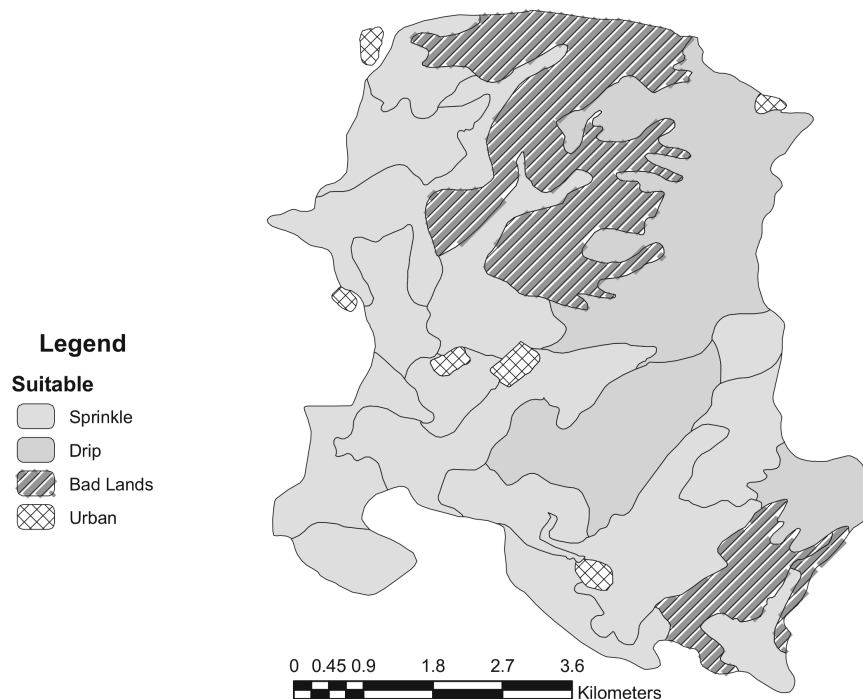 Legend
Suitable
Sprinkle
Drip
Bad Lands
Urban
0 0.45 0.9 1.8 2.7 3.6
Kilometers